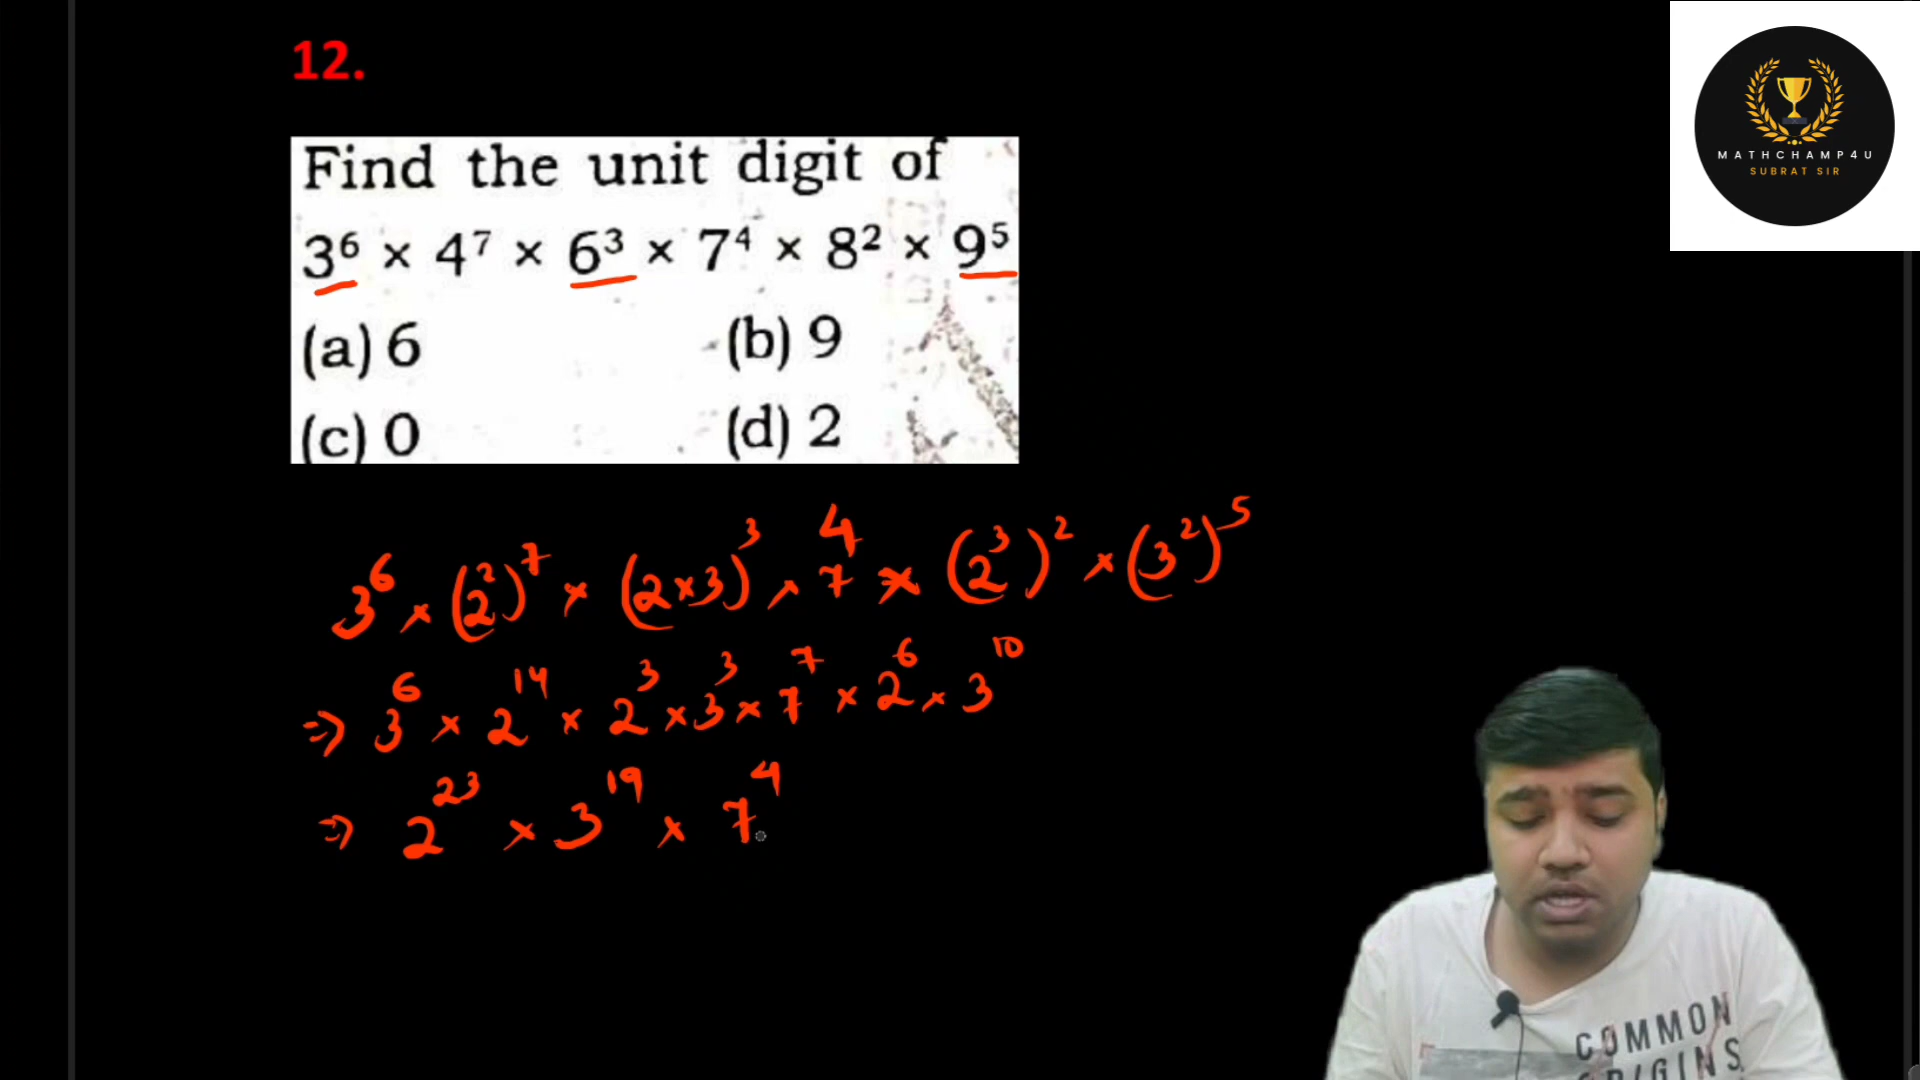 12.
MATHCHAMP4U
SUBRAT SIR
Find the unit digit of
3⁶ × 4⁷ × 6³ × 7⁴ × 8² × 9⁵
(a) 6 (b) 9
(c) 0 (d) 2
3⁶ × (2²)⁷ × (2×3)³ × 7⁴ × (2³)² × (3²)⁵
⇒ 3⁶ × 2¹⁴ × 2³ × 3³ × 7⁷ × 2⁶ × 3¹⁰
⇒ 2²³ × 3¹⁹ × 7⁴
COMMON
ORIGINS